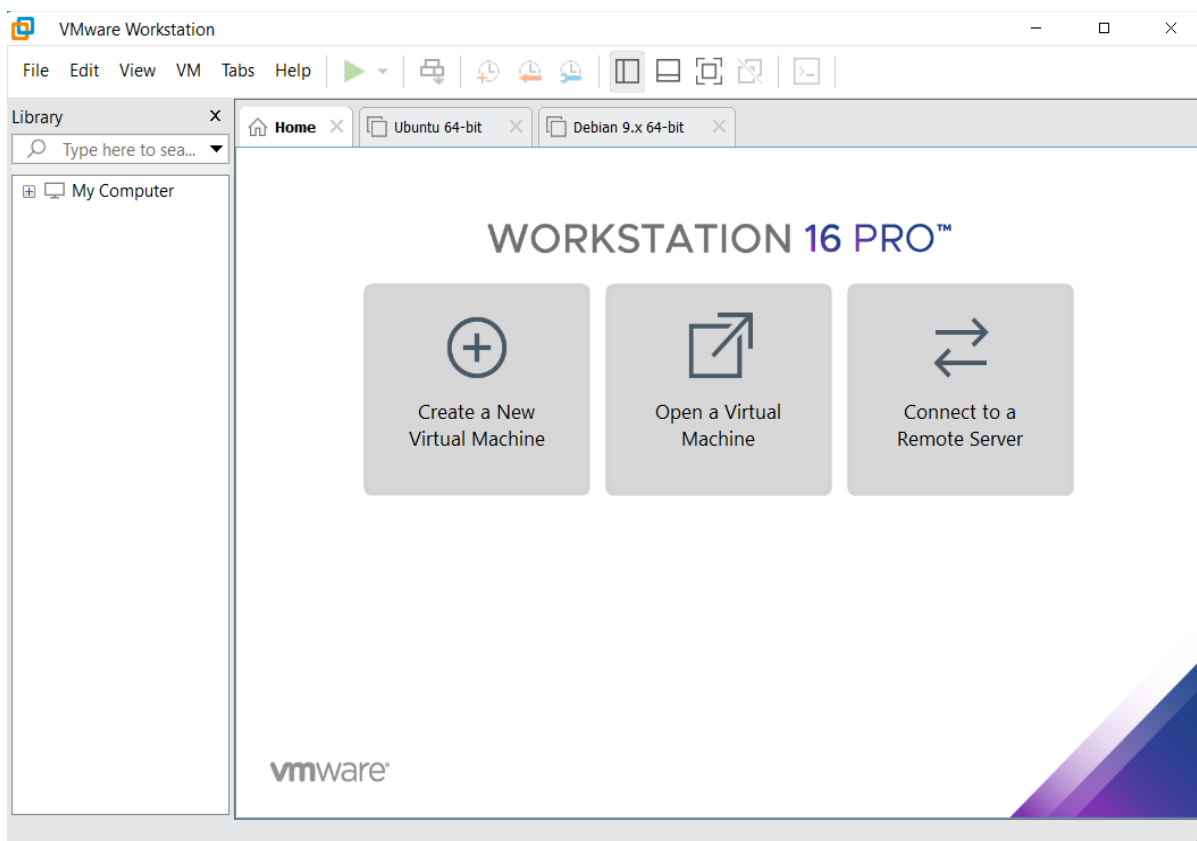 VMware Workstation
File Edit View VM Tabs Help
Library
Home Ubuntu 64-bit Debian 9.x 64-bit
Type here to sea...
My Computer
WORKSTATION 16 PRO™
Create a New
Virtual Machine
Open a Virtual
Machine
Connect to a
Remote Server
vmware®